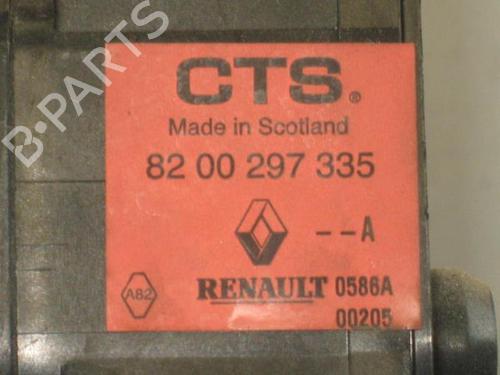 CTS®
Made in Scotland
82 00 297 335
--A
A82 RENAULT 0586A
00205
B-PARTS